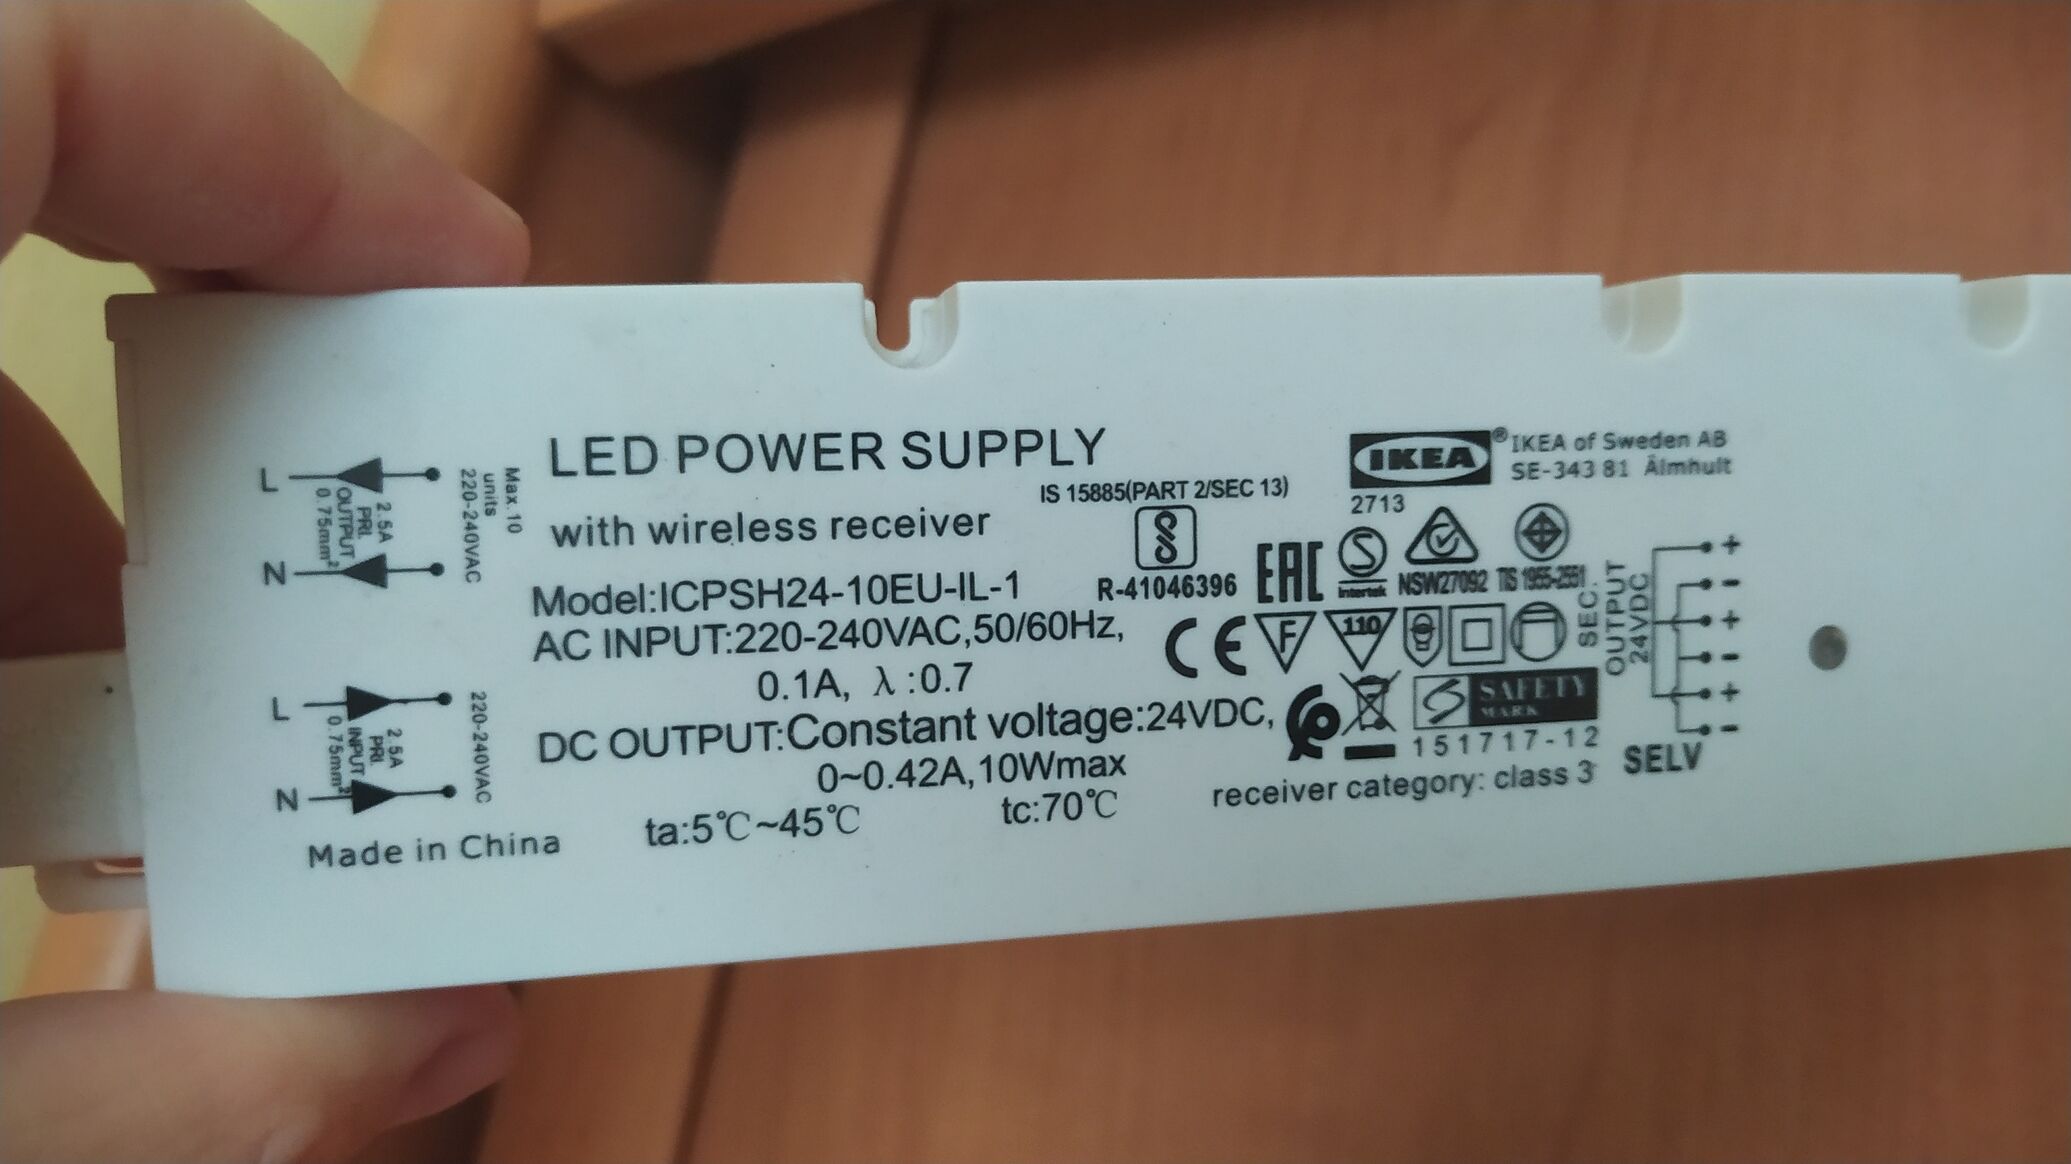 LED POWER SUPPLY
with wireless receiver
Model:ICPSH24-10EU-IL-1
AC INPUT:220-240VAC,50/60Hz,
0.1A, λ:0.7
DC OUTPUT:Constant voltage:24VDC,
0~0.42A,10Wmax
ta:5℃~45℃ tc:70℃
Made in China
L
N
2.5A
PRI.
OUTPUT
0.75mm²
Max.10
units
220-240VAC
L
N
2.5A
PRI.
INPUT
0.75mm²
220-240VAC
IS 15885(PART 2/SEC 13)
R-41046396
IKEA
® IKEA of Sweden AB
SE-343 81 Älmhult
2713
EAC
S
Intertek
NSW27092
TIS 1955-2551
CE
F
110
SAFETY
MARK
151717-12
receiver category: class 3
SEC.
OUTPUT
24VDC
+
-
+
-
+
-
SELV